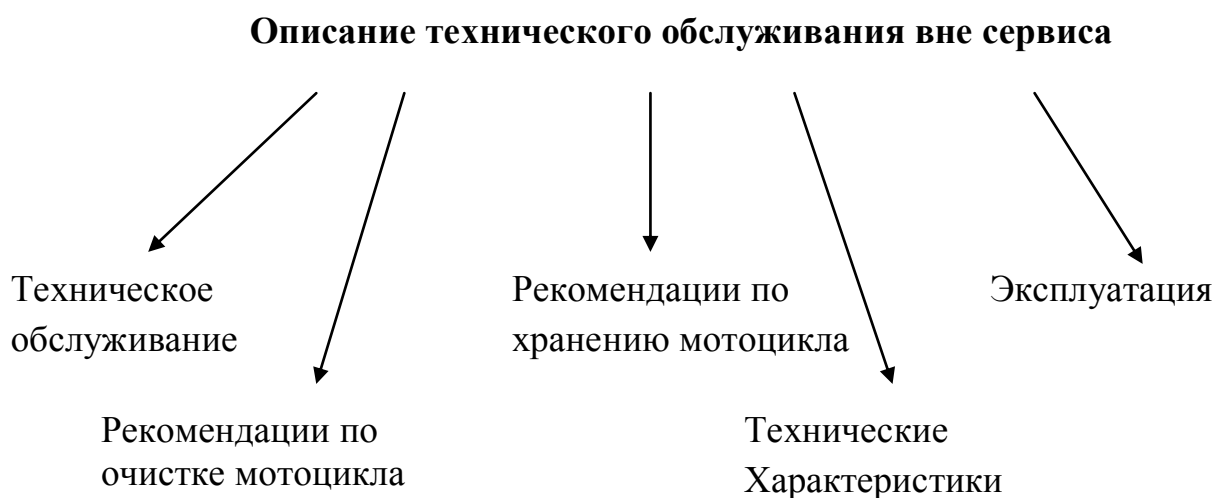 Описание технического обслуживания вне сервиса
Техническое
обслуживание
Рекомендации по
очистке мотоцикла
Рекомендации по
хранению мотоцикла
Технические
Характеристики
Эксплуатация